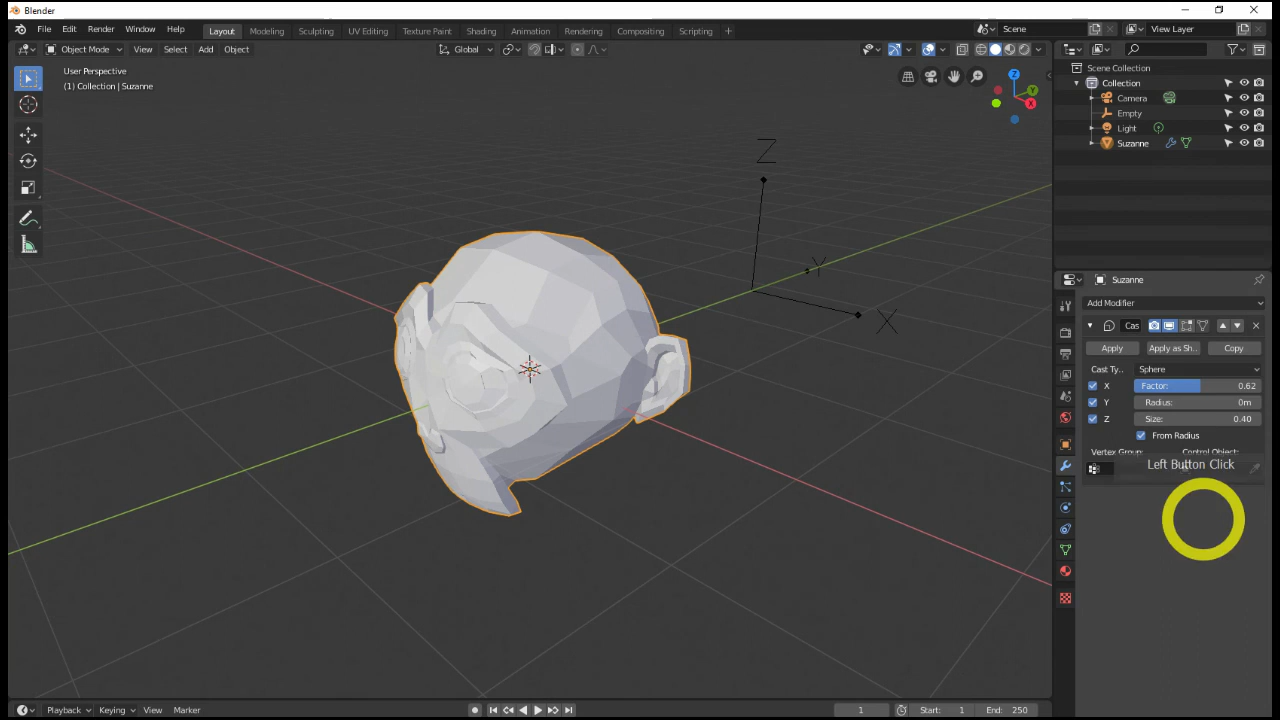 Blender
File Edit Render Window Help
Layout Modeling Sculpting UV Editing Texture Paint Shading Animation Rendering Compositing Scripting +
Scene
View Layer
Object Mode View Select Add Object
Global
User Perspective
(1) Collection | Suzanne
Z
Y
X
Z
Y
X
Scene Collection
Collection
Camera
Empty
Light
Suzanne
Suzanne
Add Modifier
Cas
Apply Apply as Sh... Copy
Cast Ty.. Sphere
X Factor: 0.62
Y Radius: 0m
Z Size: 0.40
From Radius
Vertex Group: Control Object:
Left Button Click
Playback Keying View Marker
1 Start: 1 End: 250